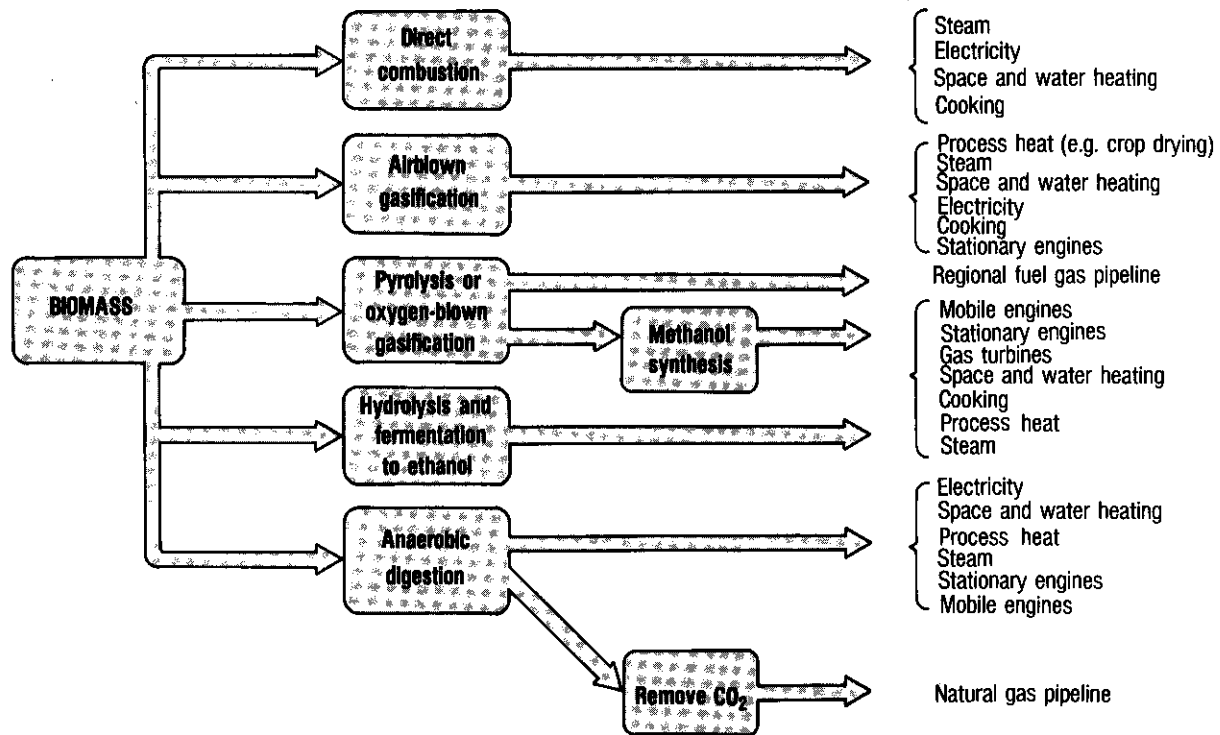 Direct
combustion
Steam
Electricity
Space and water heating
Cooking
Airblown
gasification
Process heat (e.g. crop drying)
Steam
Space and water heating
Electricity
Cooking
Stationary engines
BIOMASS
Pyrolysis or
oxygen-blown
gasification
Regional fuel gas pipeline
Methanol
synthesis
Mobile engines
Stationary engines
Gas turbines
Space and water heating
Cooking
Process heat
Steam
Hydrolysis and
fermentation
to ethanol
Anaerobic
digestion
Electricity
Space and water heating
Process heat
Steam
Stationary engines
Mobile engines
Remove CO₂
Natural gas pipeline